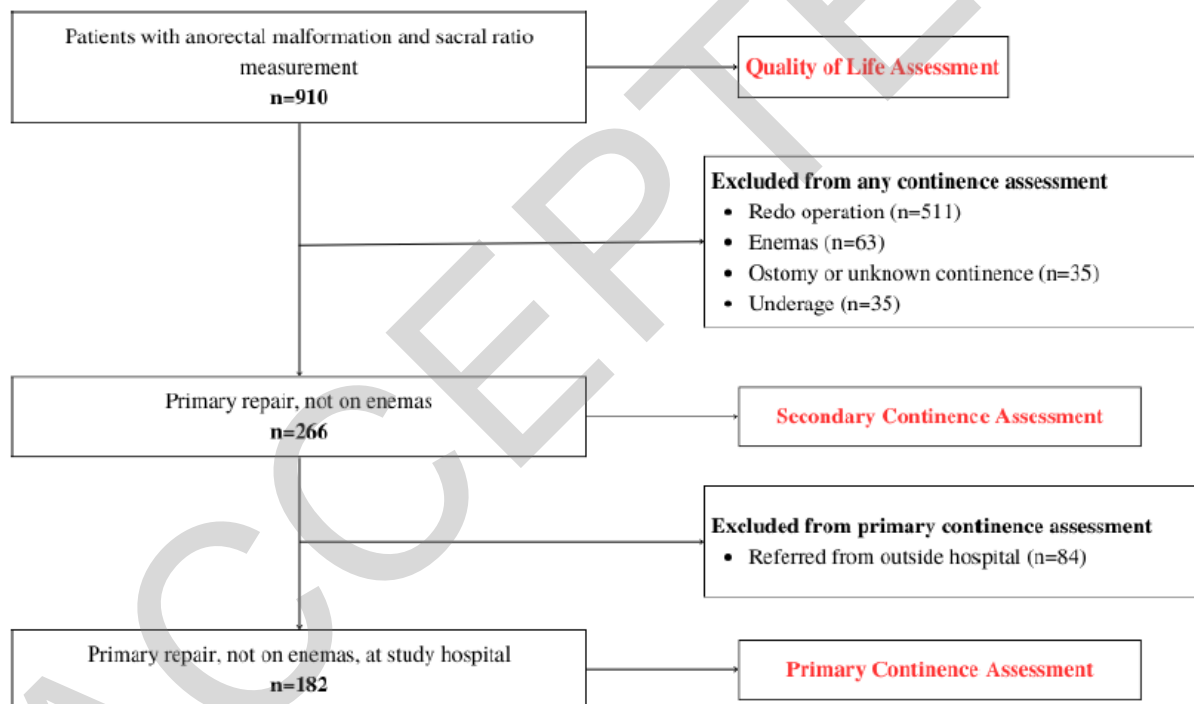 Patients with anorectal malformation and sacral ratio
measurement
n=910
Quality of Life Assessment
Excluded from any continence assessment
• Redo operation (n=511)
• Enemas (n=63)
• Ostomy or unknown continence (n=35)
• Underage (n=35)
Primary repair, not on enemas
n=266
Secondary Continence Assessment
Excluded from primary continence assessment
• Referred from outside hospital (n=84)
Primary repair, not on enemas, at study hospital
n=182
Primary Continence Assessment
ACCEPTE